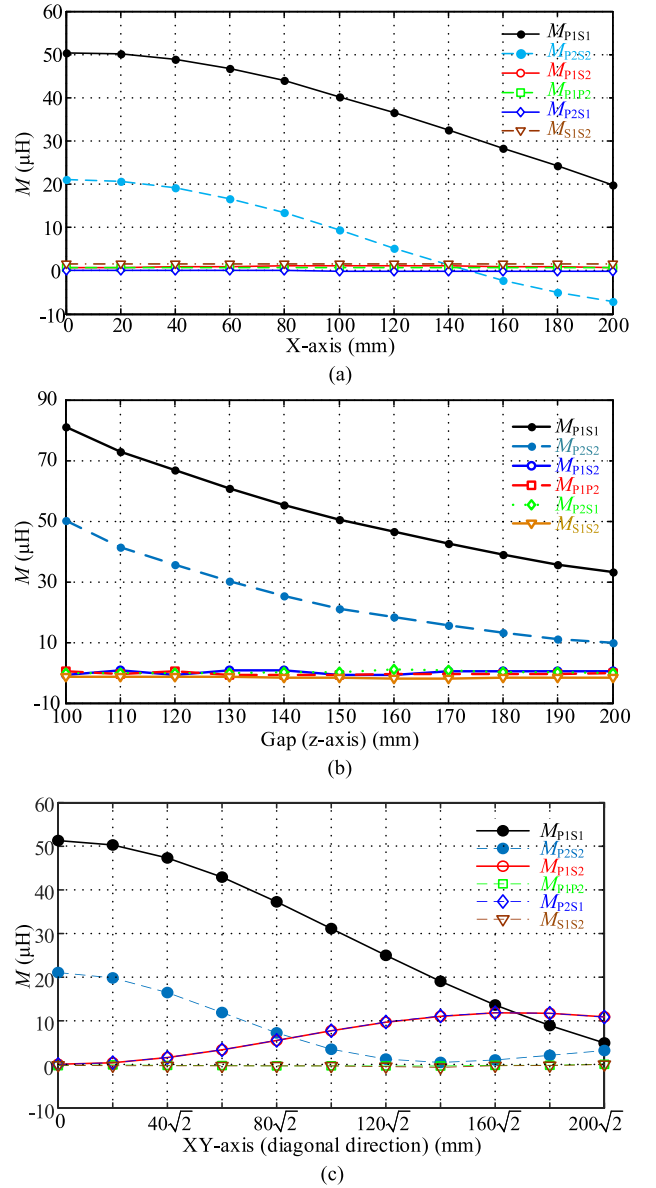 60
50
40
30
20
10
0
-10
M (μH)
M_P1S1
M_P2S2
M_P1S2
M_P1P2
M_P2S1
M_S1S2
0 20 40 60 80 100 120 140 160 180 200
X-axis (mm)
(a)
90
70
50
30
10
-10
M (μH)
M_P1S1
M_P2S2
M_P1S2
M_P1P2
M_P2S1
M_S1S2
100 110 120 130 140 150 160 170 180 190 200
Gap (z-axis) (mm)
(b)
60
50
40
30
20
10
0
-10
M (μH)
M_P1S1
M_P2S2
M_P1S2
M_P1P2
M_P2S1
M_S1S2
0 40√2 80√2 120√2 160√2 200√2
XY-axis (diagonal direction) (mm)
(c)